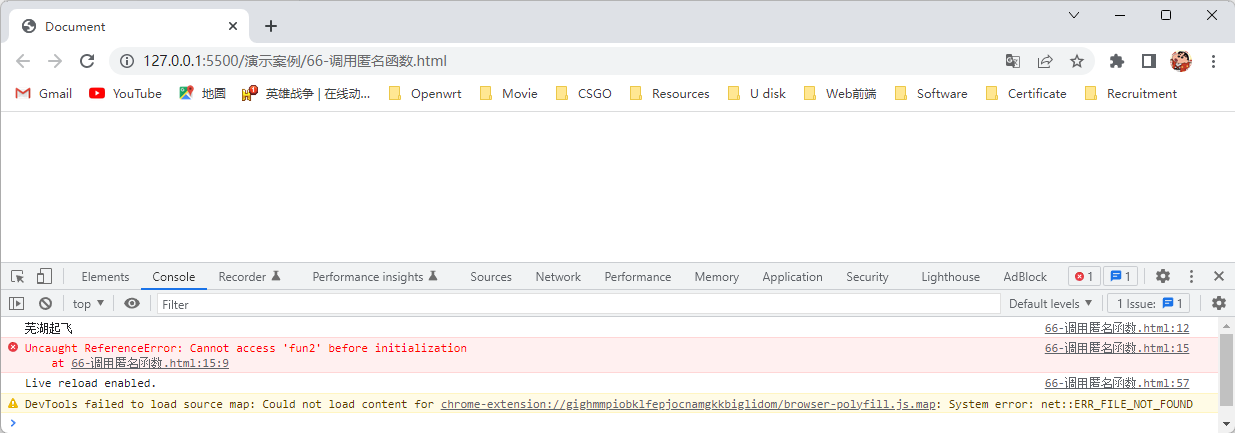 Document
127.0.0.1:5500/演示案例/66-调用匿名函数.html
Gmail YouTube 地图 英雄战争 | 在线动... Openwrt Movie CSGO Resources U disk Web前端 Software Certificate Recruitment
Elements Console Recorder Performance insights Sources Network Performance Memory Application Security Lighthouse AdBlock 1 1
top Filter Default levels 1 Issue: 1
芜湖起飞 66-调用匿名函数.html:12
Uncaught ReferenceError: Cannot access 'fun2' before initialization 66-调用匿名函数.html:15
at 66-调用匿名函数.html:15:9
Live reload enabled. 66-调用匿名函数.html:57
DevTools failed to load source map: Could not load content for chrome-extension://gighmmpiobklfepjocnamgkkbiglidom/browser-polyfill.js.map: System error: net::ERR_FILE_NOT_FOUND